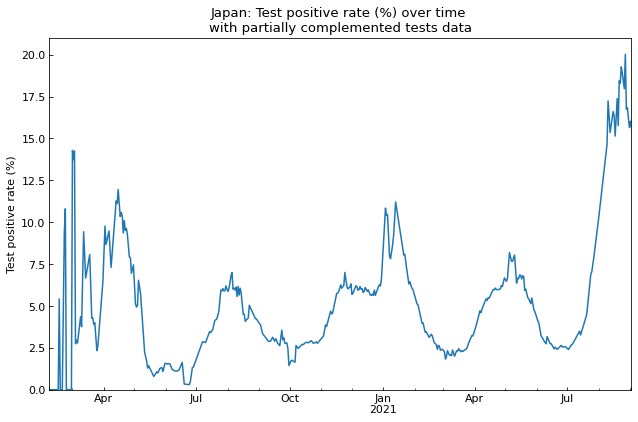 Japan: Test positive rate (%) over time
with partially complemented tests data
Test positive rate (%)
20.0
17.5
15.0
12.5
10.0
7.5
5.0
2.5
0.0
Apr
Jul
Oct
Jan
2021
Apr
Jul